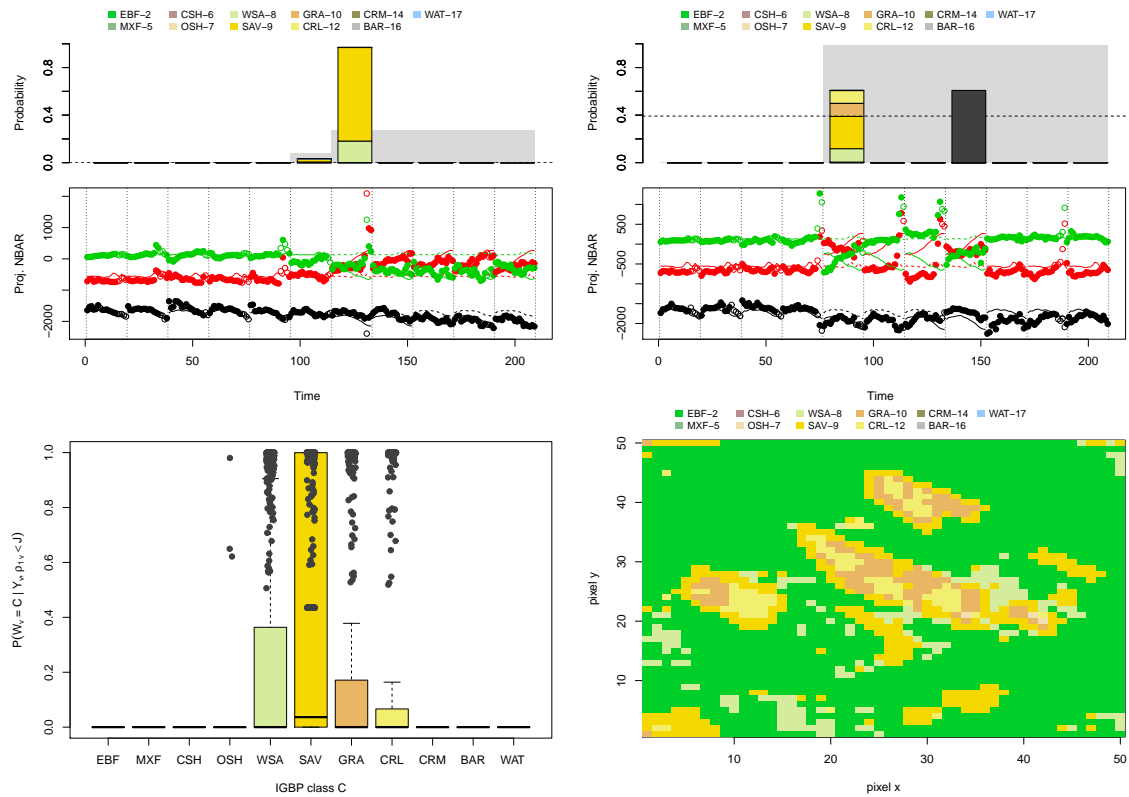 EBF−2 CSH−6 WSA−8 GRA−10 CRM−14 WAT−17
MXF−5 OSH−7 SAV−9 CRL−12 BAR−16
Probability
0.0 0.4 0.8
Proj. NBAR
−2000 0 1000
0 50 100 150 200
Time
EBF−2 CSH−6 WSA−8 GRA−10 CRM−14 WAT−17
MXF−5 OSH−7 SAV−9 CRL−12 BAR−16
Probability
0.0 0.4 0.8
Proj. NBAR
−2000 −500 500
0 50 100 150 200
Time
P(Wᵥ = C | Yᵥ, p₊ᵥ < J)
0.0 0.2 0.4 0.6 0.8 1.0
EBF MXF CSH OSH WSA SAV GRA CRL CRM BAR WAT
IGBP class C
EBF−2 CSH−6 WSA−8 GRA−10 CRM−14 WAT−17
MXF−5 OSH−7 SAV−9 CRL−12 BAR−16
pixel y
10 20 30 40 50
10 20 30 40 50
pixel x